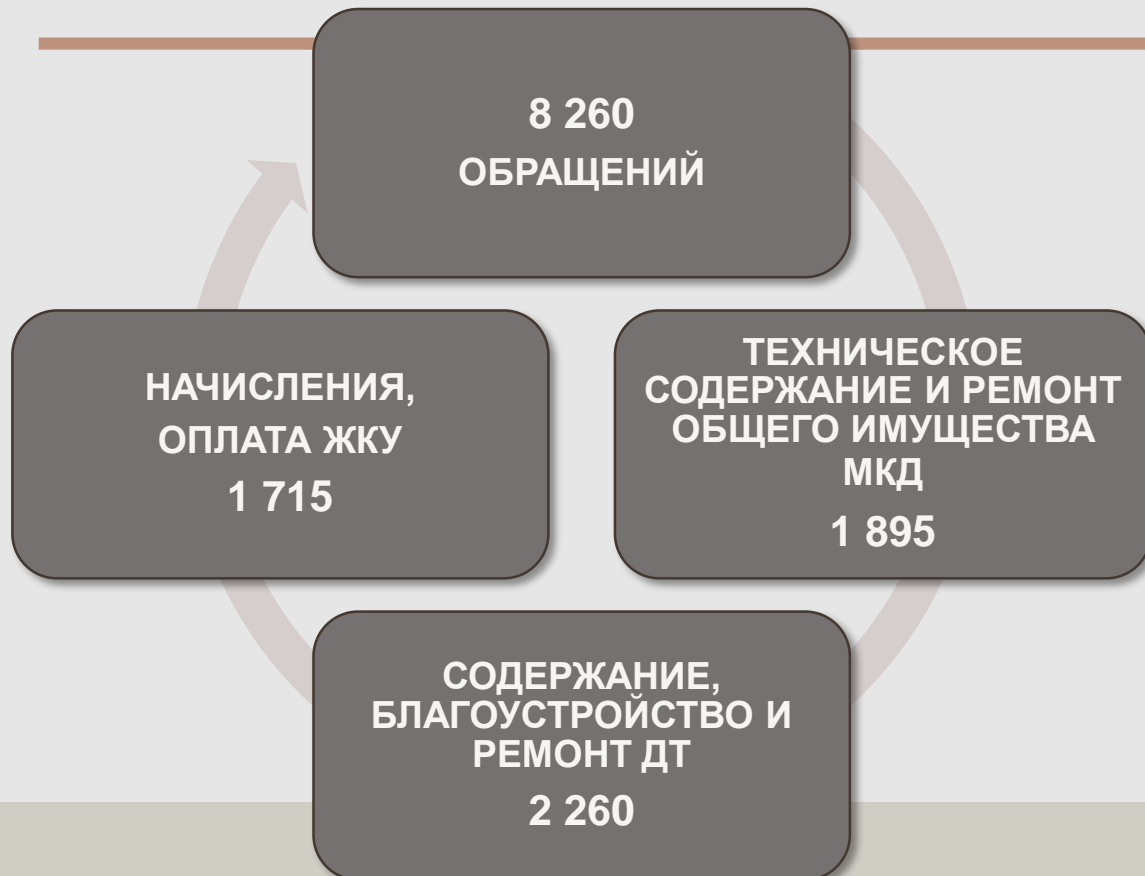 8 260
ОБРАЩЕНИЙ
НАЧИСЛЕНИЯ,
ОПЛАТА ЖКУ
1 715
ТЕХНИЧЕСКОЕ
СОДЕРЖАНИЕ И РЕМОНТ
ОБЩЕГО ИМУЩЕСТВА
МКД
1 895
СОДЕРЖАНИЕ,
БЛАГОУСТРОЙСТВО И
РЕМОНТ ДТ
2 260